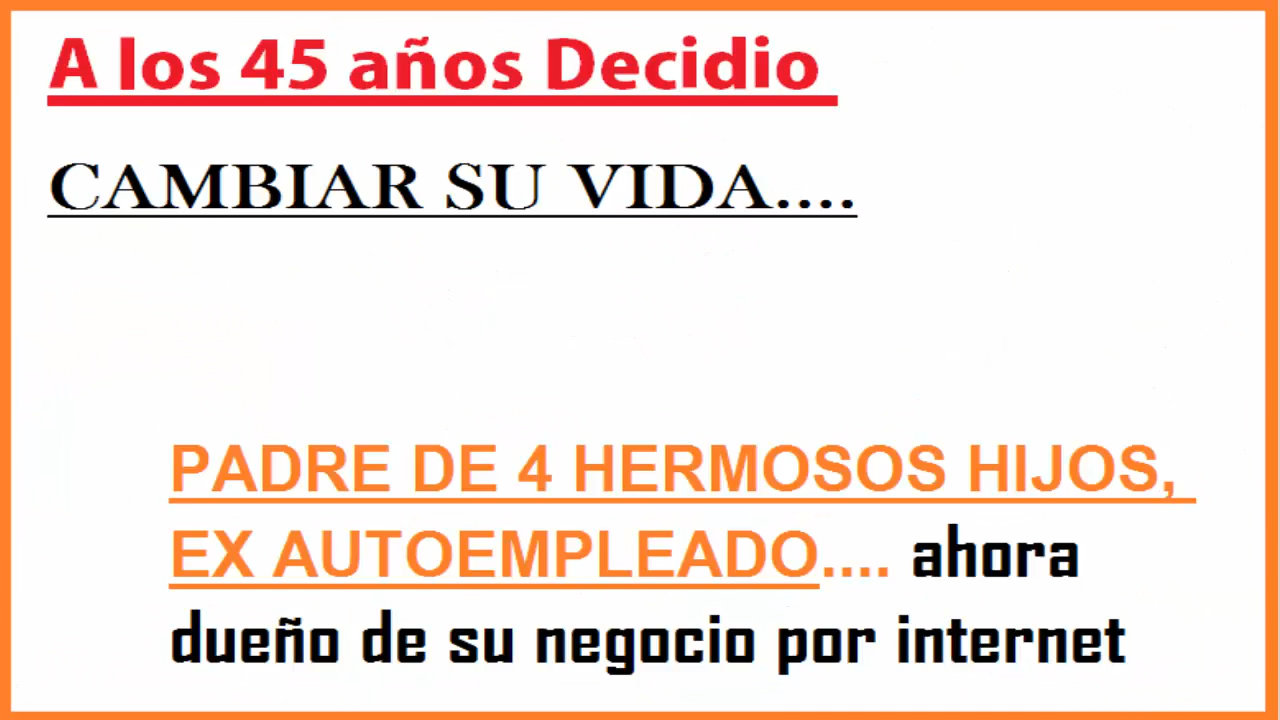 A los 45 años Decidio
CAMBIAR SU VIDA....
PADRE DE 4 HERMOSOS HIJOS,
EX AUTOEMPLEADO.... ahora
dueño de su negocio por internet